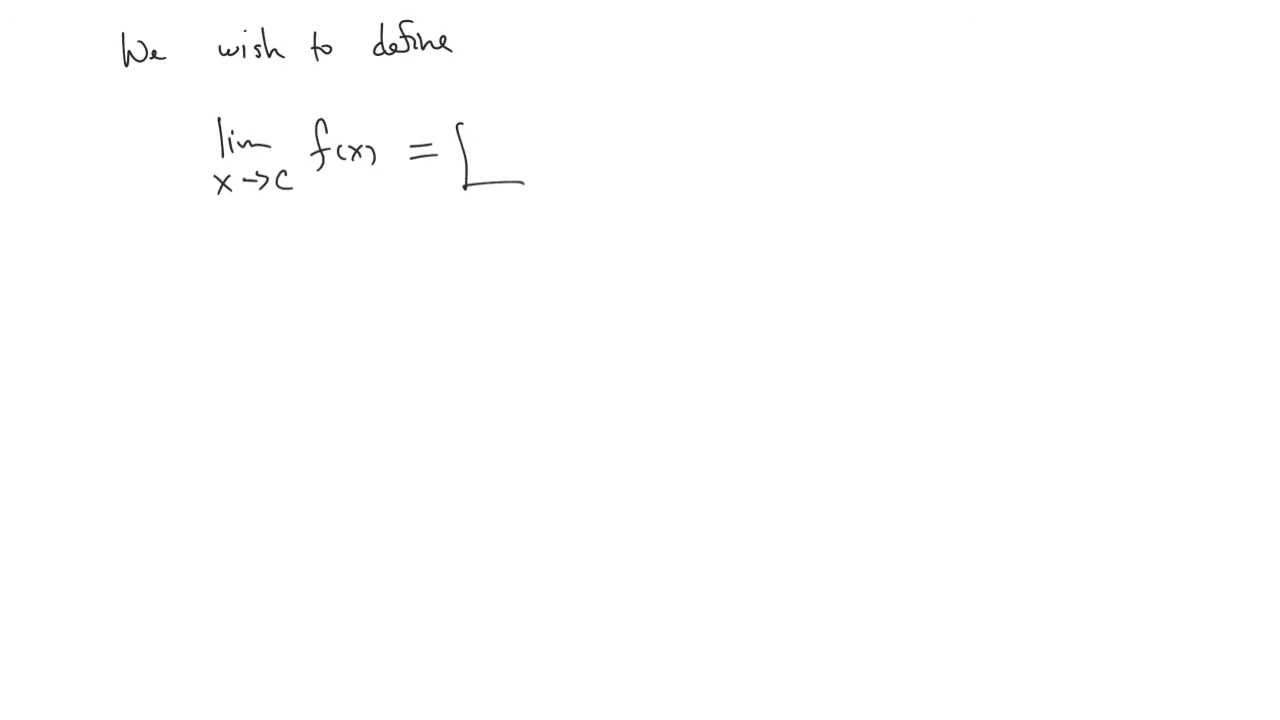 We wish to define
lim f(x) = L
x→c